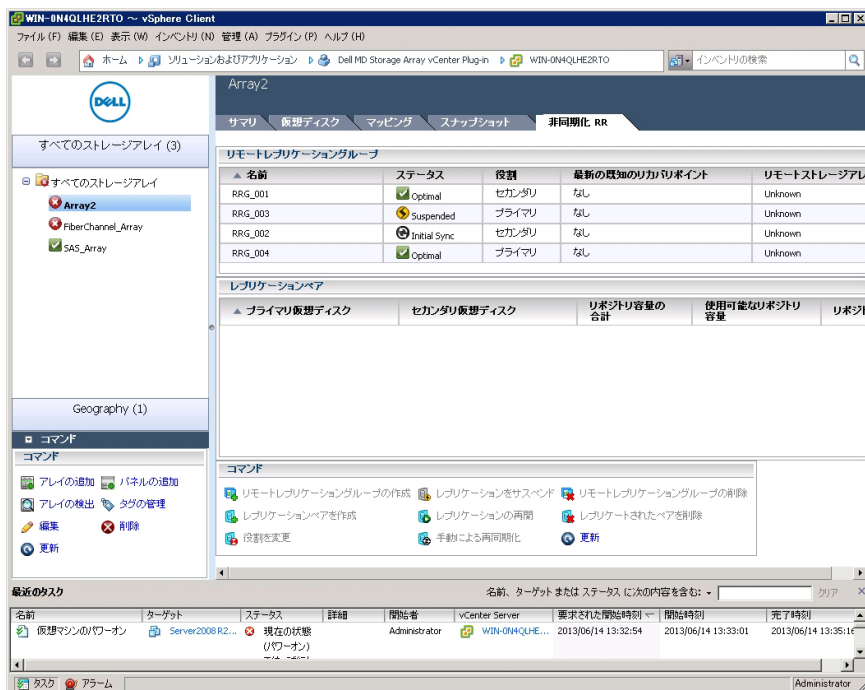 WIN-0N4QLHE2RTO ～ vSphere Client
ファイル(F) 編集(E) 表示(W) インベントリ(N) 管理(A) プラグイン(P) ヘルプ(H)
ホーム ソリューションおよびアプリケーション Dell MD Storage Array vCenter Plug-in WIN-0N4QLHE2RTO インベントリの検索
DELL
すべてのストレージアレイ (3)
すべてのストレージアレイ
Array2
FiberChannel_Array
SAS_Array
Geography (1)
コマンド
コマンド
アレイの追加 パネルの追加
アレイの検出 タグの管理
編集 削除
更新
Array2
サマリ 仮想ディスク マッピング スナップショット 非同期化 RR
リモートレプリケーショングループ
名前 ステータス 役割 最新の既知のリカバリポイント リモートストレージアレ
RRG_001 Optimal セカンダリ なし Unknown
RRG_003 Suspended プライマリ なし Unknown
RRG_002 Initial Sync セカンダリ なし Unknown
RRG_004 Optimal プライマリ なし Unknown
レプリケーションペア
プライマリ仮想ディスク セカンダリ仮想ディスク リポジトリ容量の合計 使用可能なリポジトリ容量 リポジ
コマンド
リモートレプリケーショングループの作成 レプリケーションをサスペンド リモートレプリケーショングループの削除
レプリケーションペアを作成 レプリケーションの再開 レプリケートされたペアを削除
役割を変更 手動による再同期化 更新
最近のタスク 名前、ターゲット または ステータス に次の内容を含む: クリア
名前 ターゲット ステータス 詳細 開始者 vCenter Server 要求された開始時刻 開始時刻 完了時刻
仮想マシンのパワーオン Server2008 R2... 現在の状態 Administrator WIN-0N4QLHE... 2013/06/14 13:32:54 2013/06/14 13:33:01 2013/06/14 13:35:16
(パワーオン)
タスク アラーム Administrator